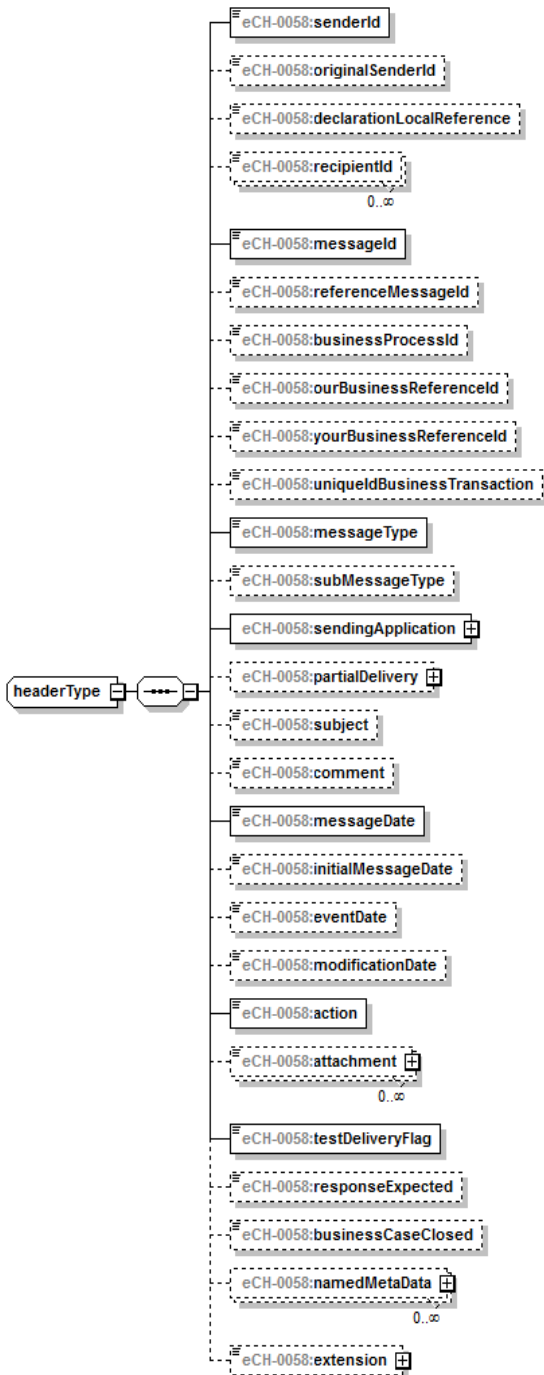 eCH-0058:senderId
eCH-0058:originalSenderId
eCH-0058:declarationLocalReference
eCH-0058:recipientId
0..∞
eCH-0058:messageId
eCH-0058:referenceMessageId
eCH-0058:businessProcessId
eCH-0058:ourBusinessReferenceId
eCH-0058:yourBusinessReferenceId
eCH-0058:uniqueIdBusinessTransaction
eCH-0058:messageType
eCH-0058:subMessageType
eCH-0058:sendingApplication
headerType
eCH-0058:partialDelivery
eCH-0058:subject
eCH-0058:comment
eCH-0058:messageDate
eCH-0058:initialMessageDate
eCH-0058:eventDate
eCH-0058:modificationDate
eCH-0058:action
eCH-0058:attachment
0..∞
eCH-0058:testDeliveryFlag
eCH-0058:responseExpected
eCH-0058:businessCaseClosed
eCH-0058:namedMetaData
0..∞
eCH-0058:extension